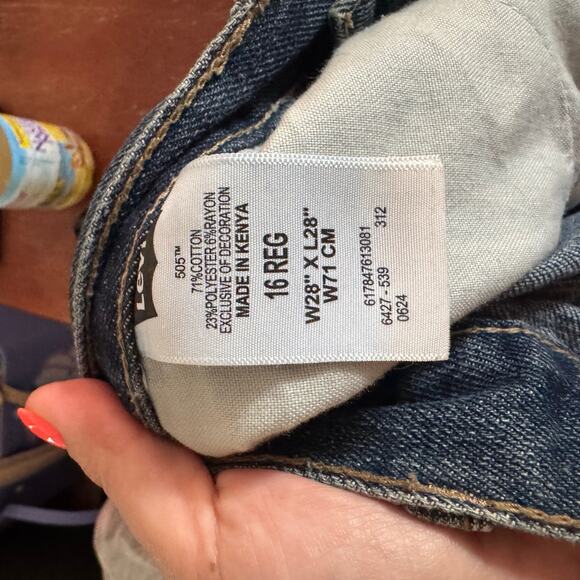 Levi's
505™
71%COTTON
23%POLYESTER 6%RAYON
EXCLUSIVE OF DECORATION
MADE IN KENYA
16 REG
W28" X L28"
W71 CM
617847613081
6427 - 539 312
0624